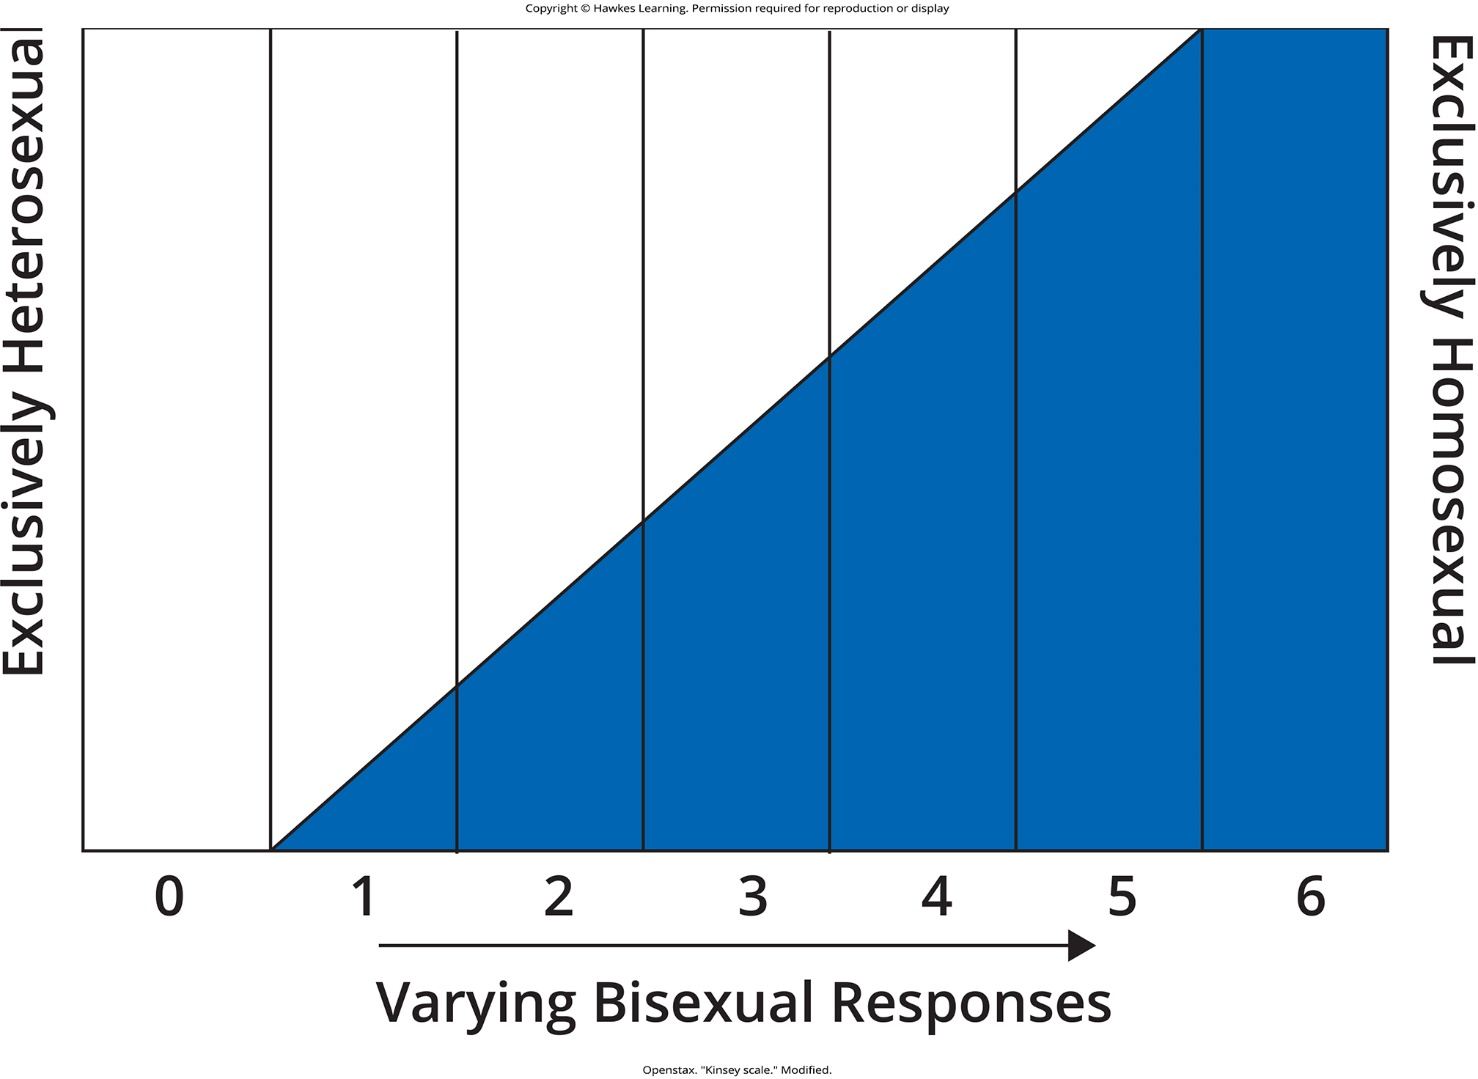 Copyright © Hawkes Learning. Permission required for reproduction or display
Exclusively Heterosexual
Exclusively Homosexual
0 1 2 3 4 5 6
Varying Bisexual Responses
Openstax. "Kinsey scale." Modified.